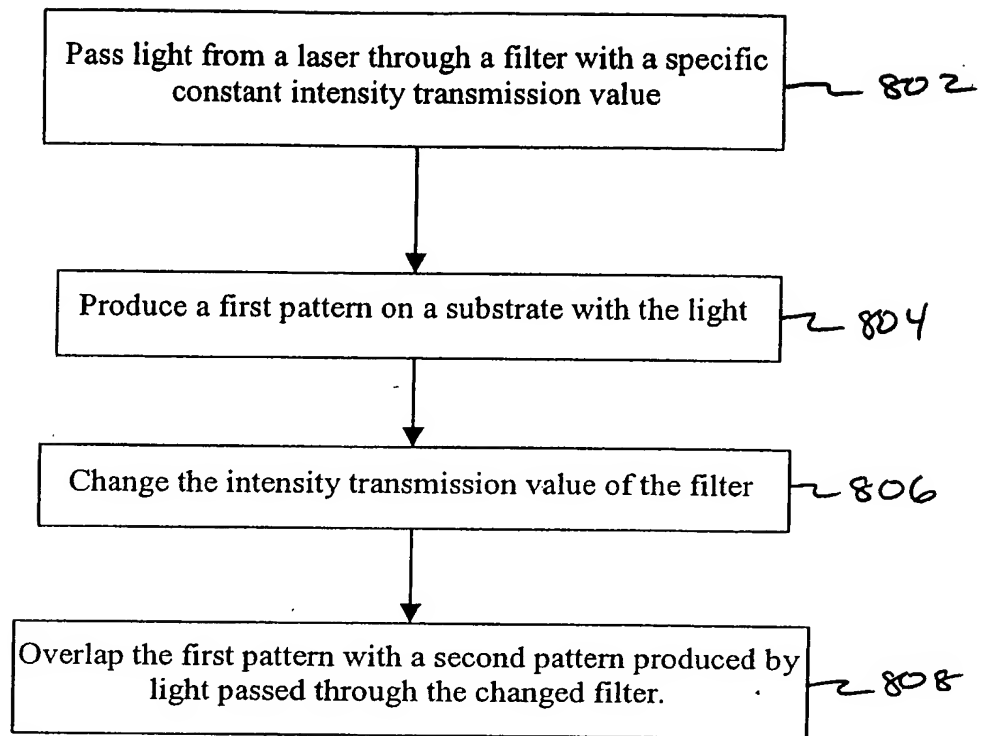 Pass light from a laser through a filter with a specific
constant intensity transmission value
802
Produce a first pattern on a substrate with the light
804
Change the intensity transmission value of the filter
806
Overlap the first pattern with a second pattern produced by
light passed through the changed filter.
808